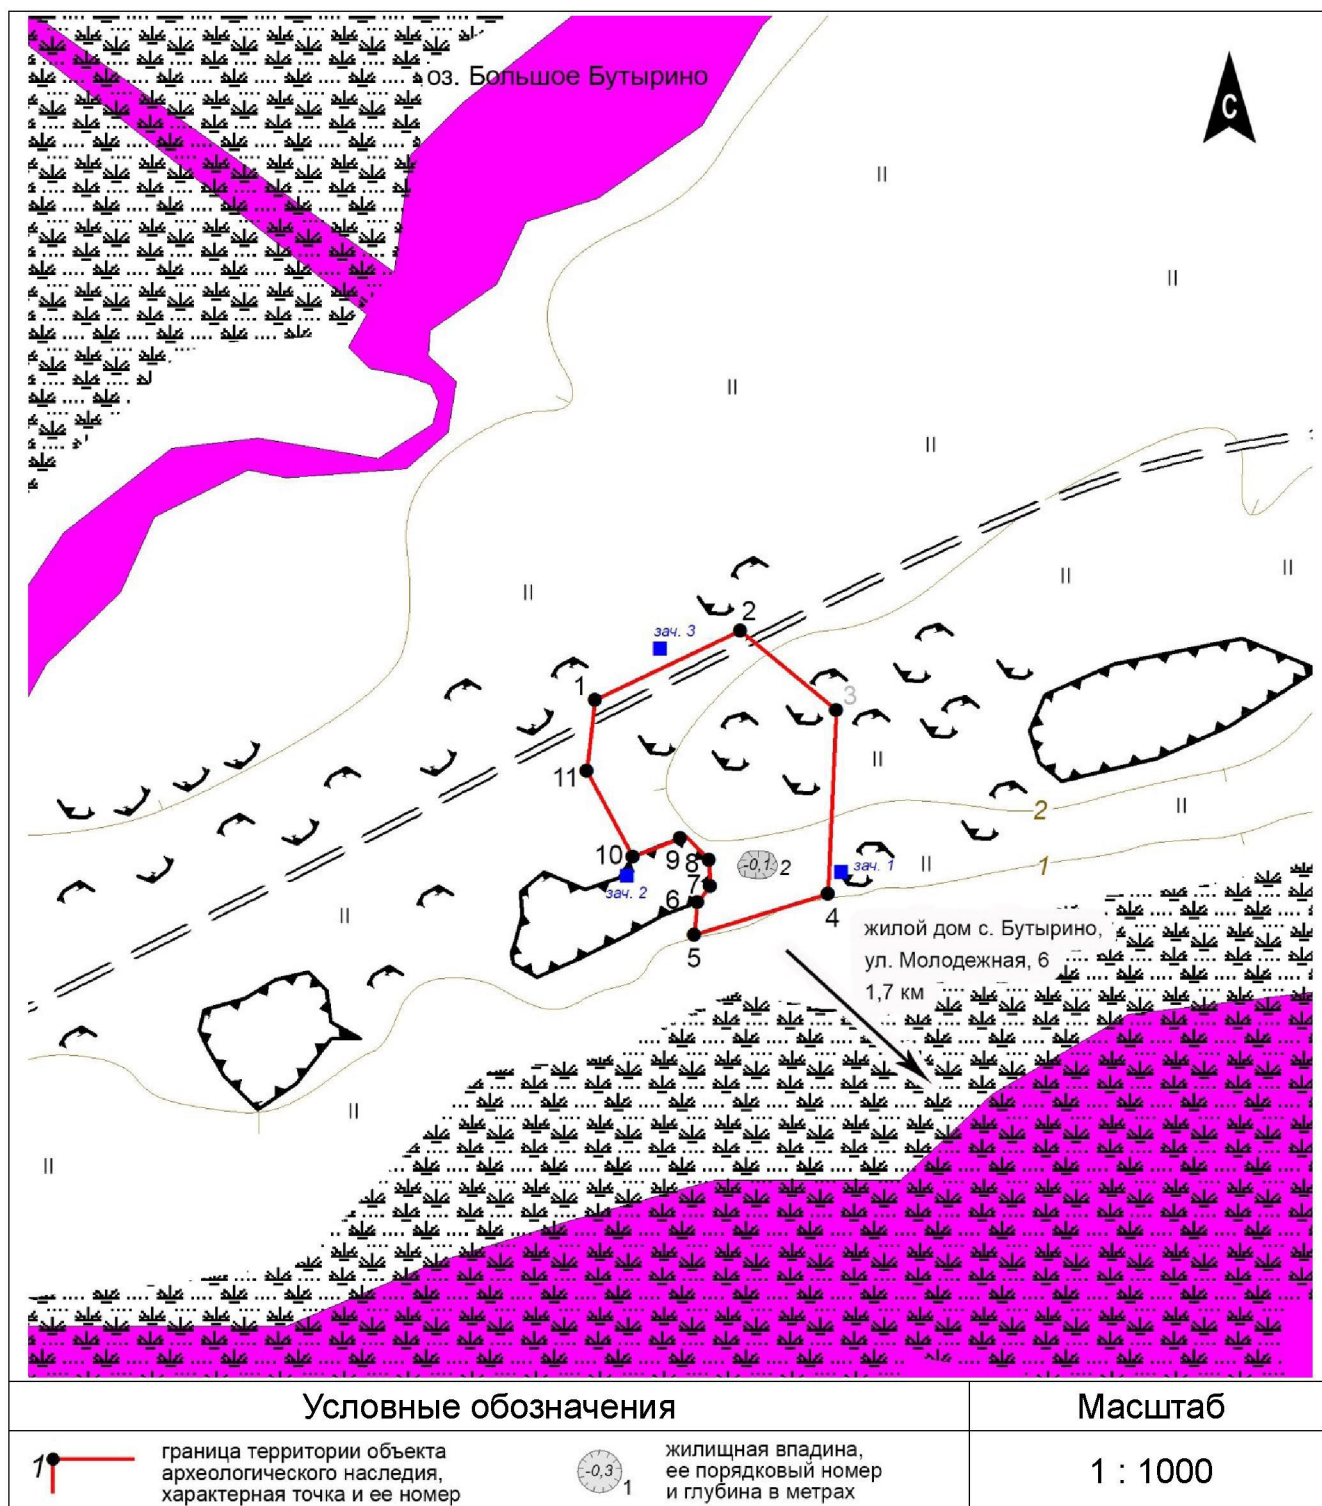 оз. Большое Бутырино
С
зач. 3
2
1
3
11
2
10
9
8
-0,1
2
зач. 1
1
7
зач. 2
6
4
5
жилой дом с. Бутырино,
ул. Молодежная, 6
1,7 км
Условные обозначения
Масштаб
1
граница территории объекта
археологического наследия,
характерная точка и ее номер
-0,3
1
жилищная впадина,
ее порядковый номер
и глубина в метрах
1 : 1000